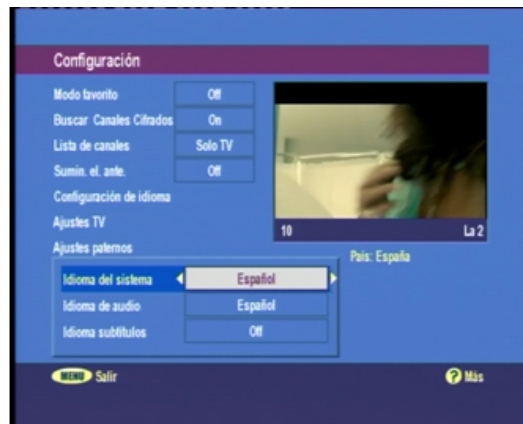 Configuración
Modo favorito Off
Buscar Canales Cifrados On
Lista de canales Solo TV
Sumin. el. ante. Off
Configuración de idioma
Ajustes TV
Ajustes paternos
10 La 2
País: España
Idioma del sistema Español
Idioma de audio Español
Idioma subtítulos Off
MENU Salir
? Más